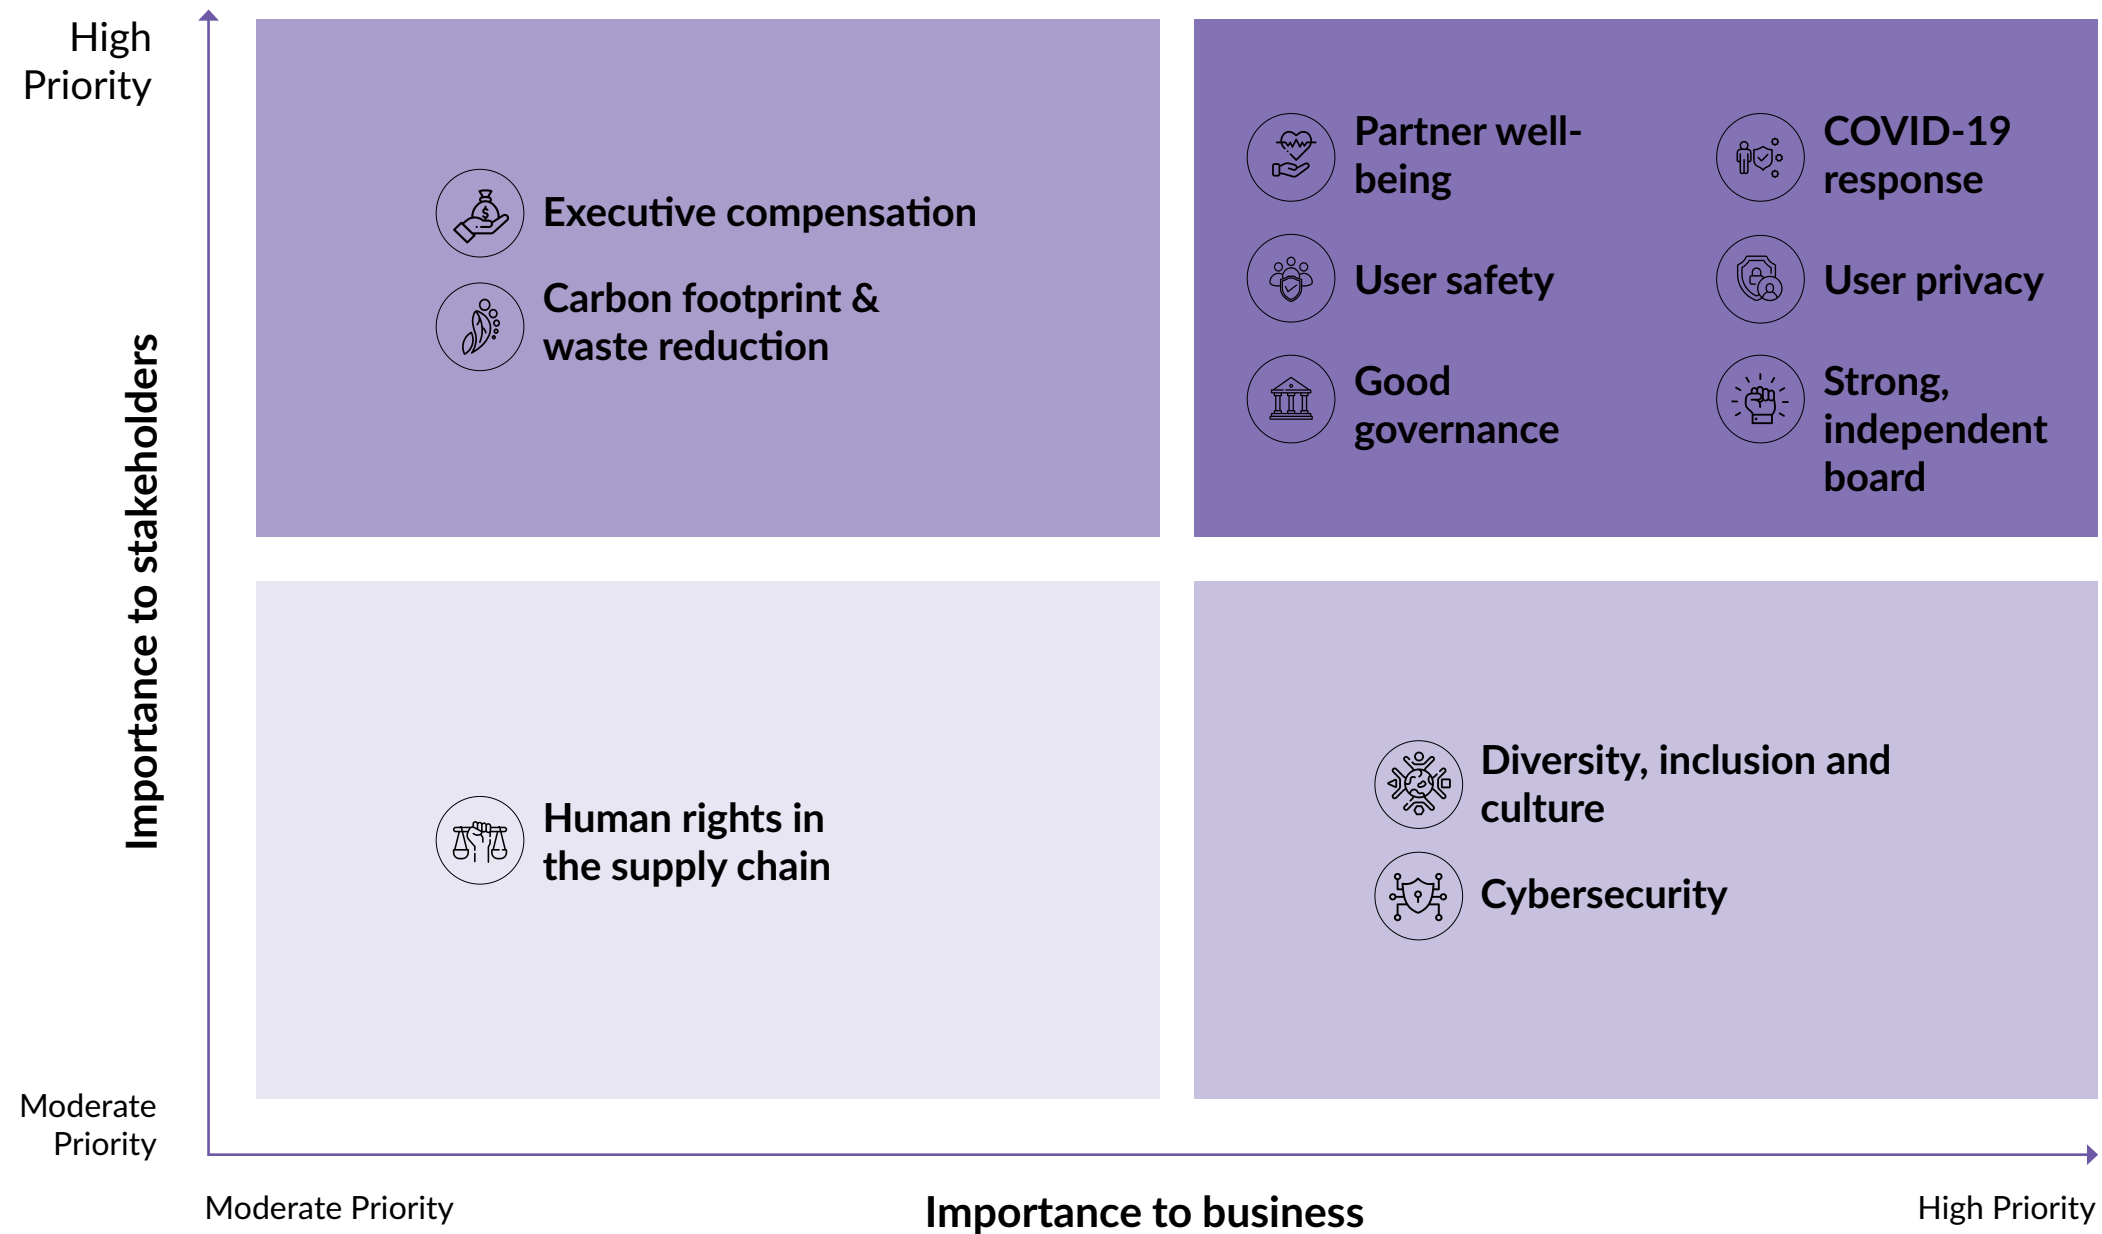 High
Priority
Executive compensation
Carbon footprint &
waste reduction
Partner well-
being
COVID-19
response
User safety
User privacy
Good
governance
Strong,
independent
board
Importance to stakeholders
Human rights in
the supply chain
Diversity, inclusion and
culture
Cybersecurity
Moderate
Priority
Moderate Priority
Importance to business
High Priority